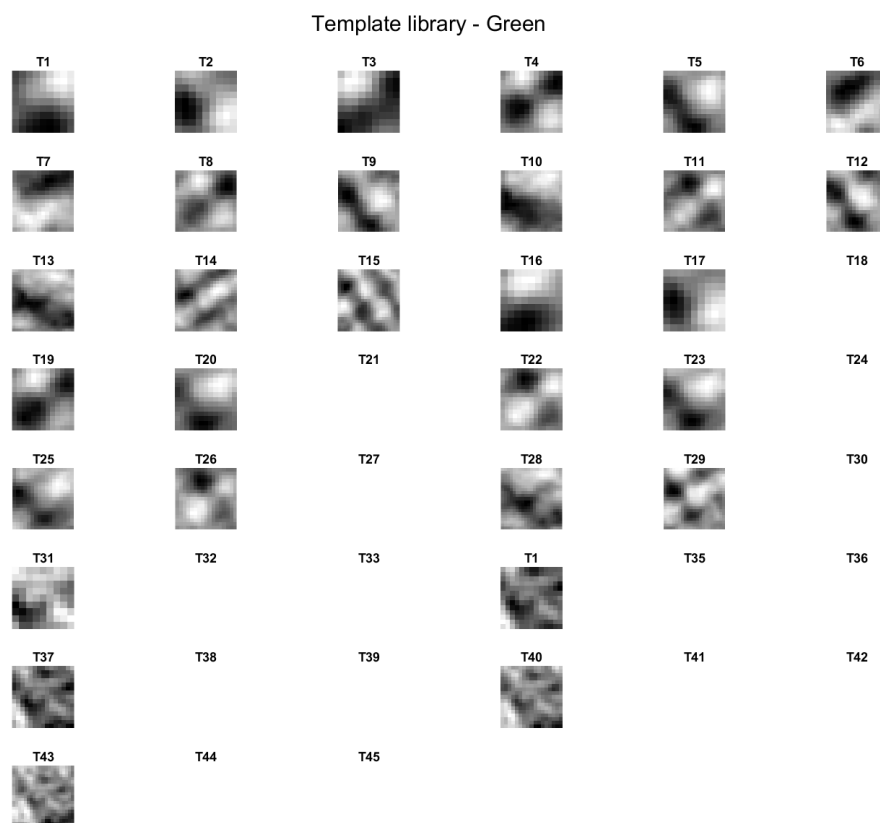 Template library - Green
T1 T2 T3 T4 T5 T6
T7 T8 T9 T10 T11 T12
T13 T14 T15 T16 T17 T18
T19 T20 T21 T22 T23 T24
T25 T26 T27 T28 T29 T30
T31 T32 T33 T1 T35 T36
T37 T38 T39 T40 T41 T42
T43 T44 T45